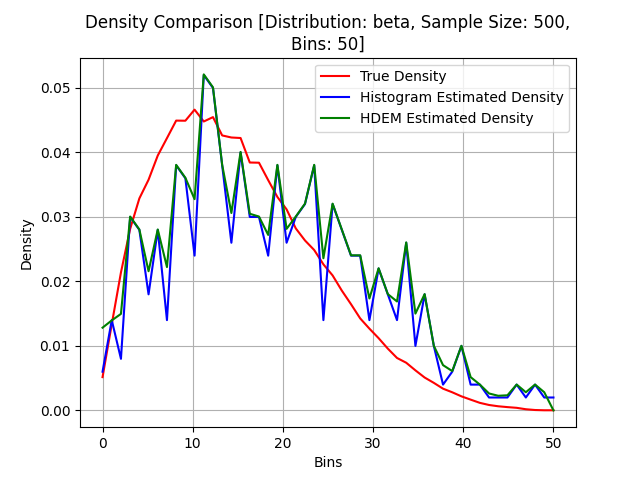 Density Comparison [Distribution: beta, Sample Size: 500,
Bins: 50]
True Density
Histogram Estimated Density
HDEM Estimated Density
Density
0.05
0.04
0.03
0.02
0.01
0.00
0 10 20 30 40 50
Bins